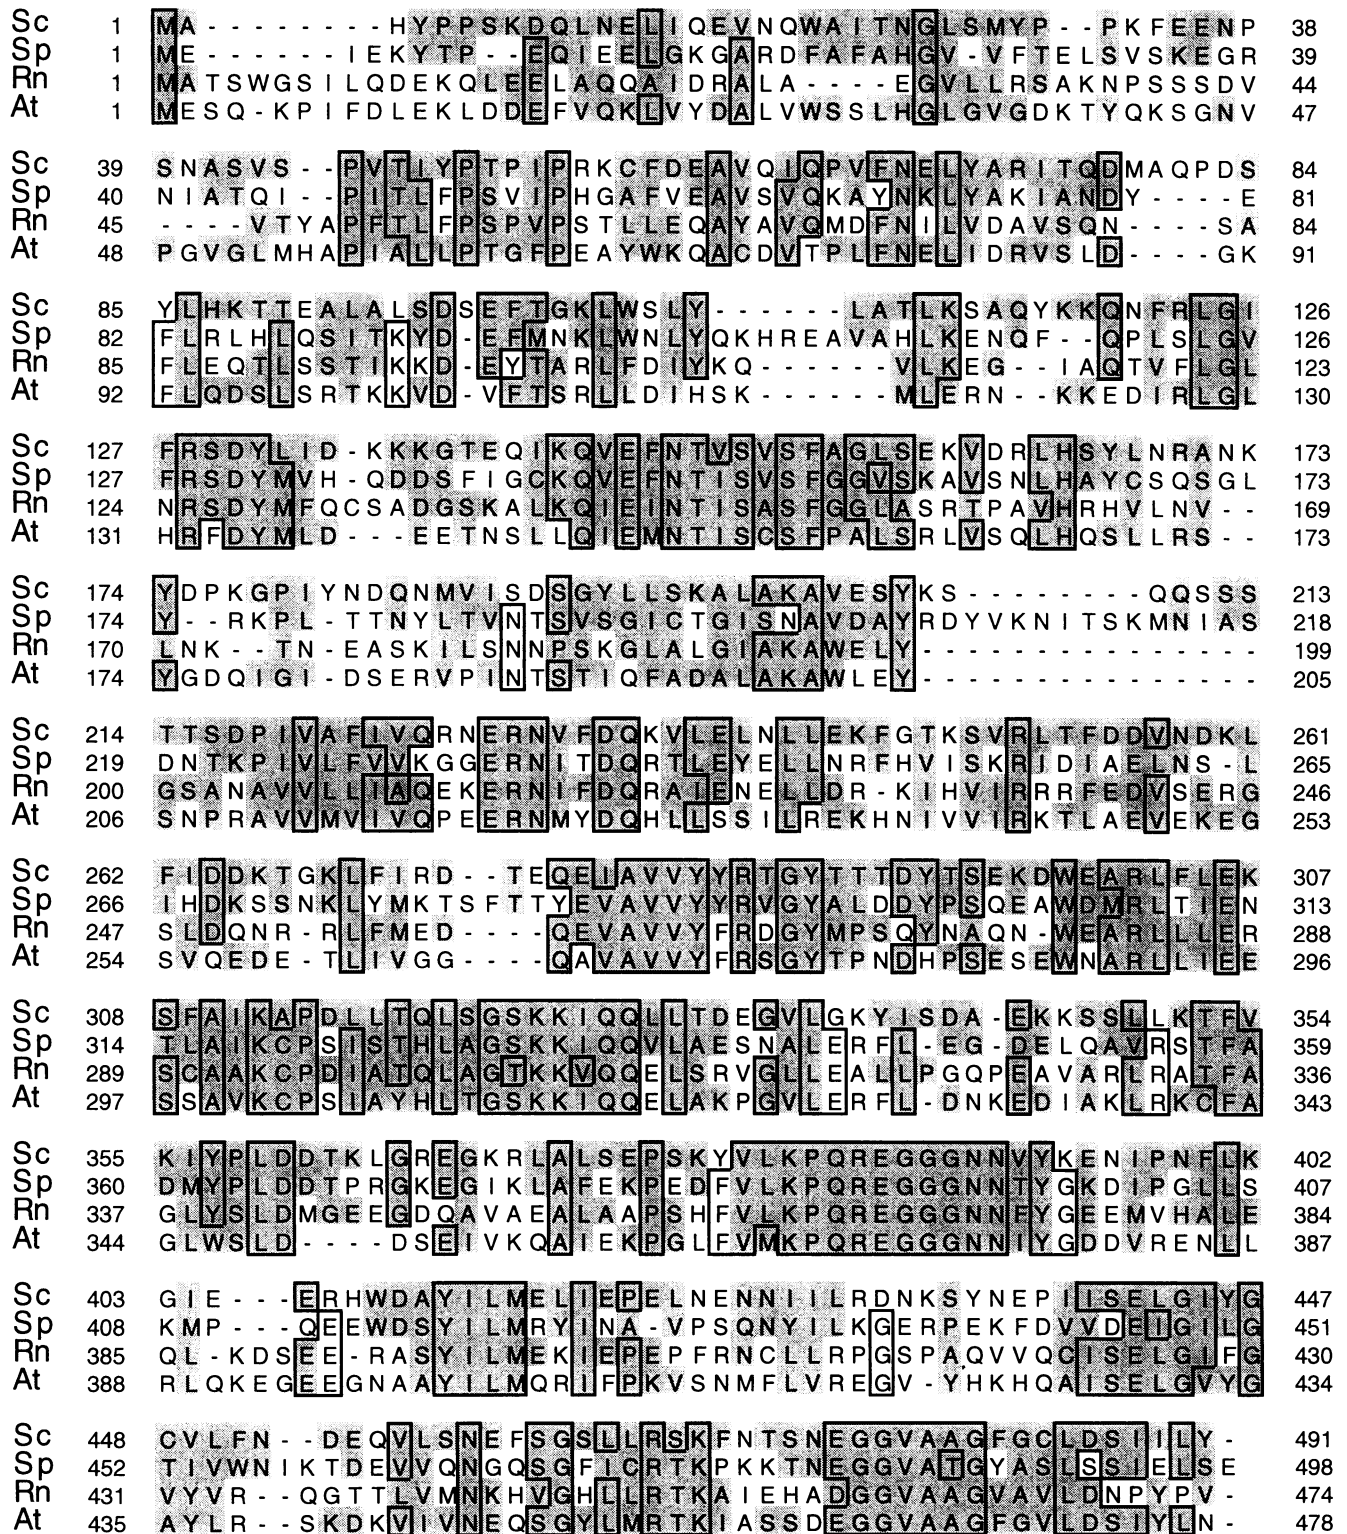 Sc 1 MA--------HYPPSKDQLNELIQEVNQWAITNGLSMYP--PKFEENP 38
Sp 1 ME------IEKYTP--EQIEELGKGARDFAFAHGV-VFTELSVSKEGR 39
Rn 1 MATSWGSILQDEKQLEELAQQAIDRALA----EGVLLRSAKNPSSSDV 44
At 1 MESQ-KPIFDLEKLDDEFVQKLVYDALVWSSLHGLGVGDKTYQKSGNV 47
Sc 39 SNASVS--PVTLYPTPIPRKCFDEAVQIQPVFNELYARITQDMAQPDS 84
Sp 40 NIATQI--PITLFPSVIPHGAFVEAVSVQKAYNKLYAKIANDY----E 81
Rn 45 ----VTYAPFTLFPSPVPSTLLEQAYAVQMDFNILVDAVSQN----SA 84
At 48 PGVGLMHAPIALLPTGFPEAYWKQACDVTPLFNELIDRVSLD----GK 91
Sc 85 YLHKTTEALALSDSEFTGKLWSLY------LATLKSAQYKKQNFRLGI 126
Sp 82 FLRLHLQSITKYD-EFMNKLWNLYQKHREAVAHLKENQF--QPLSLGV 126
Rn 85 FLEQTLSSTIKKD-EYTARLFDIYKQ------VLKEG--IAQTVFLGL 123
At 92 FLQDSLSRTKKVD-VFTSRLLDIHSK------MLERN---KKEDIRLGL 130
Sc 127 FRSDYLID-KKKGTEQIKQVEFNTVSVSFAGLSEKVDRLHSYLNRANK 173
Sp 127 FRSDYMVH-QDDSFIGCKQVEFNTISVSFGGVSKAVSNLHAYCSQSGL 173
Rn 124 NRSDYMFQCSADGSKALKQIEINTISASFGGLASRTPAVHRHVLNV-- 169
At 131 HRFDYMLD---EETNSLLQIEMNTISCSFPALSRLVSQLHQSLLRS-- 173
Sc 174 YDPKGPIYNDQNMVISDSGYLLSKALAKAVESYKS--------QQSSS 213
Sp 174 Y--RKPL-TTNYLTVNTSVSGICTGISNAVDAYRDYVKNITSKMNIAS 218
Rn 170 LNK--TN-EASKILSNNPSKGLALGIAKAWELY--------------- 199
At 174 YGDQIGI-DSERVPINTSTIQFADALAKAWLEY--------------- 205
Sc 214 TTSDPIVAFIVQRNERNVFDQKVLELNLLEKFGTKSVRLTFDDVNDKL 261
Sp 219 DNTKPIVLFVVKGGERNITDQRTLEYELLNRFHVISKRIDIAELNS-L 265
Rn 200 GSANAVVLLIAQEKERNIFDQRAIENELLDR-KIHVIRRRFEDVSERG 246
At 206 SNPRAVVMVIVQPEERNMYDQHLLSSILREKHNIVVIRKTLAEVEKEG 253
Sc 262 FIDDKTGKLFIRD--TEQEIAVVYYRTGYTTTDYTSEKDWEARLFLEK 307
Sp 266 IHDKSSNKLYMKTSFTTYEVAVVYYRVGYALDDYPSQEAWDMRLTIEN 313
Rn 247 SLDQNR-RLFMED----QEVAVVYFRDGYMPSQYNAQN-WEARLLLER 288
At 254 SVQEDE-TLIVGG----QAVAVVYFRSGYTPNDHPSESEWNARLLIEE 296
Sc 308 SFAIKAPDLLTQLSGSKKIQQLLTDEGVLGKYISDA-EKKSSLLKTFV 354
Sp 314 TLAIKCPSISTHLAGSKKIQQVLAESNALERFL-EG-DELQAVRSTFA 359
Rn 289 SCAAKCPDIATQLAGTKKVQQELSRVGLLEALLPGQPEAVARLRATFA 336
At 297 SSAVKCPSIAYHLTGSKKIQQELAKPGVLERFL-DNKEDIAKLRKCFA 343
Sc 355 KIYPLDDTKLGREGKRLALSEPSKYVLKPQREGGGNNVYKENIPNFLK 402
Sp 360 DMYPLDDTPRGKEGIKLAFEKPEDFVLKPQREGGGNNTYGKDIPGLLS 407
Rn 337 GLYSLDMGEEGDQAVAEALAAPSHFVLKPQREGGGNNFYGEEMVHALE 384
At 344 GLWSLD----DSEIVKQAIEKPGLFVMKPQREGGGNNIYGDDVRENLL 387
Sc 403 GIE---ERHWDAYILMELIEPELNENNIILRDNKSYNEPIISELGIYG 447
Sp 408 KMP---QEEWDSYILMRYINA-VPSQNYILKGERPEKFDVVDEIGILG 451
Rn 385 QL-KDSEE-RASYILMEKIEPEPFRNCLLRPGSPAQVVQCISELGIFG 430
At 388 RLQKEGEEGNAAYILMQRIFPKVSNMFLVREGV-YHKHQAISELGVYG 434
Sc 448 CVLFN--DEQVLSNEFSGSLLRSKFNTSNEGGVAAGFGCLDSIILY- 491
Sp 452 TIVWNIKTDEVVQNGQSGFICRTKPKKTNEGGVATGYASLSSIELSE 498
Rn 431 VYVR--QGTTLVMNKHVGHLLRTKAIEHADGGVAAGVAVLDNPYPV- 474
At 435 AYLR--SKDKVIVNEQSGYLMRTKIASSDEGGVAAGFGVLDSIYLN- 478